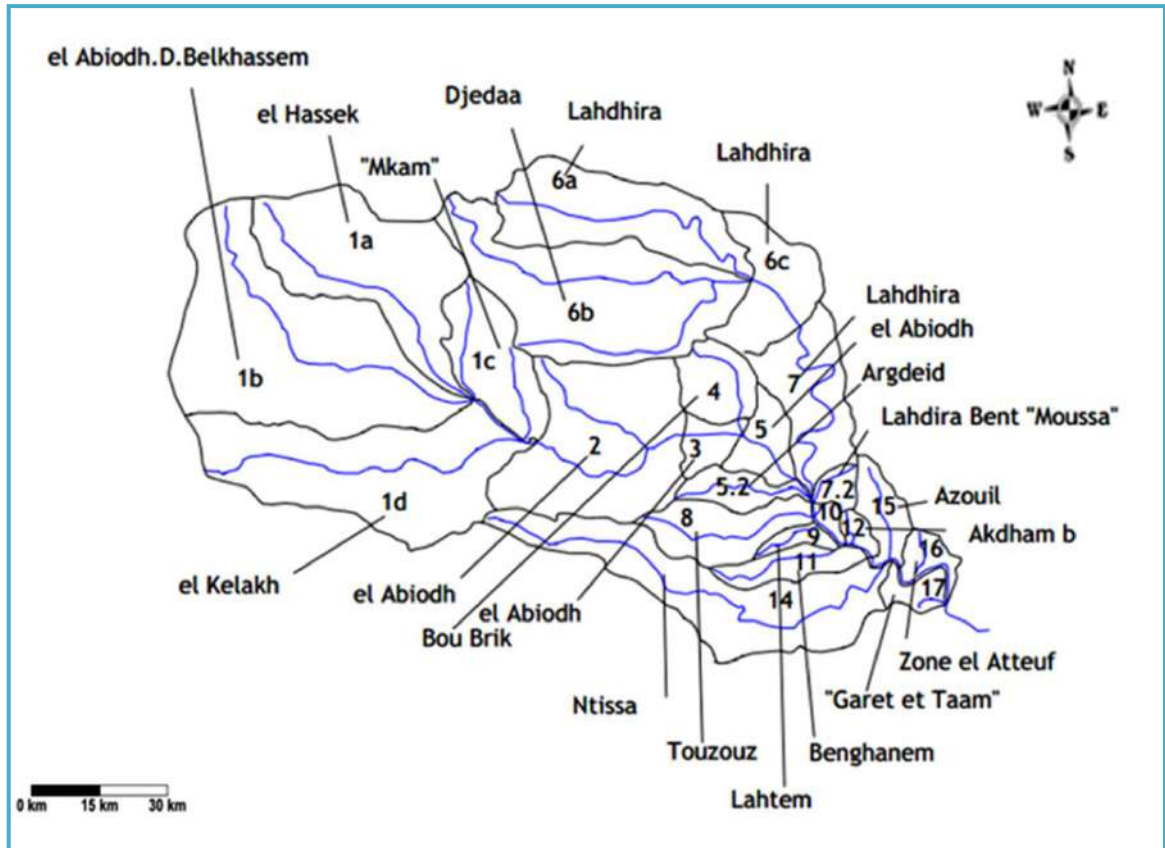 el Abiodh.D.Belkhassem
Djedaa
Lahdhira
N
el Hassek
W
E
"Mkam"
Lahdhira
S
6a
1a
6c
Lahdhira
6b
el Abiodh
1c
Argdeid
1b
7
4
Lahdira Bent "Moussa"
5
2
3
5.2
7.2
Azouil
1d
15
8
10
12
Akdham b
9
16
11
el Kelakh
17
el Abiodh
14
el Abiodh
Bou Brik
Zone el Atteuf
"Garet et Taam"
Ntissa
Touzouz
Benghanem
Lahtem
0 km 15 km 30 km